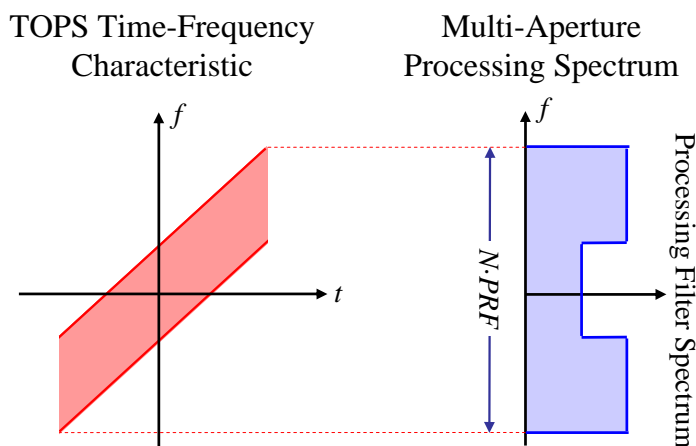 TOPS Time-Frequency
Characteristic
Multi-Aperture
Processing Spectrum
f
t
f
N·PRF
Processing Filter Spectrum